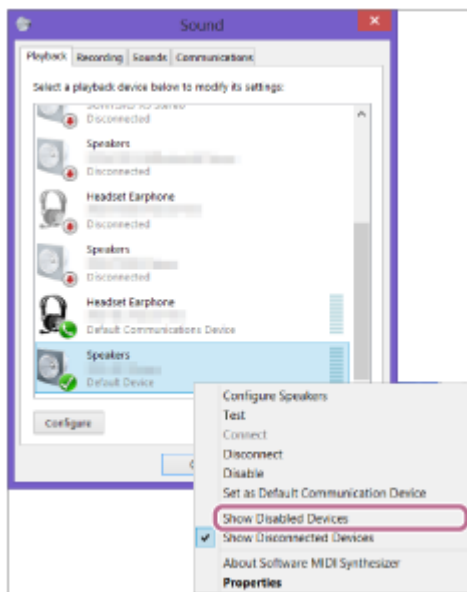 Sound
Playback Recording Sounds Communications
Select a playback device below to modify its settings:
Disconnected
Speakers
Disconnected
Headset Earphone
Disconnected
Speakers
Disconnected
Headset Earphone
Default Communications Device
Speakers
Default Device
Configure
Configure Speakers
Test
Connect
Disconnect
Disable
Set as Default Communication Device
Show Disabled Devices
Show Disconnected Devices
About Software MIDI Synthesizer
Properties